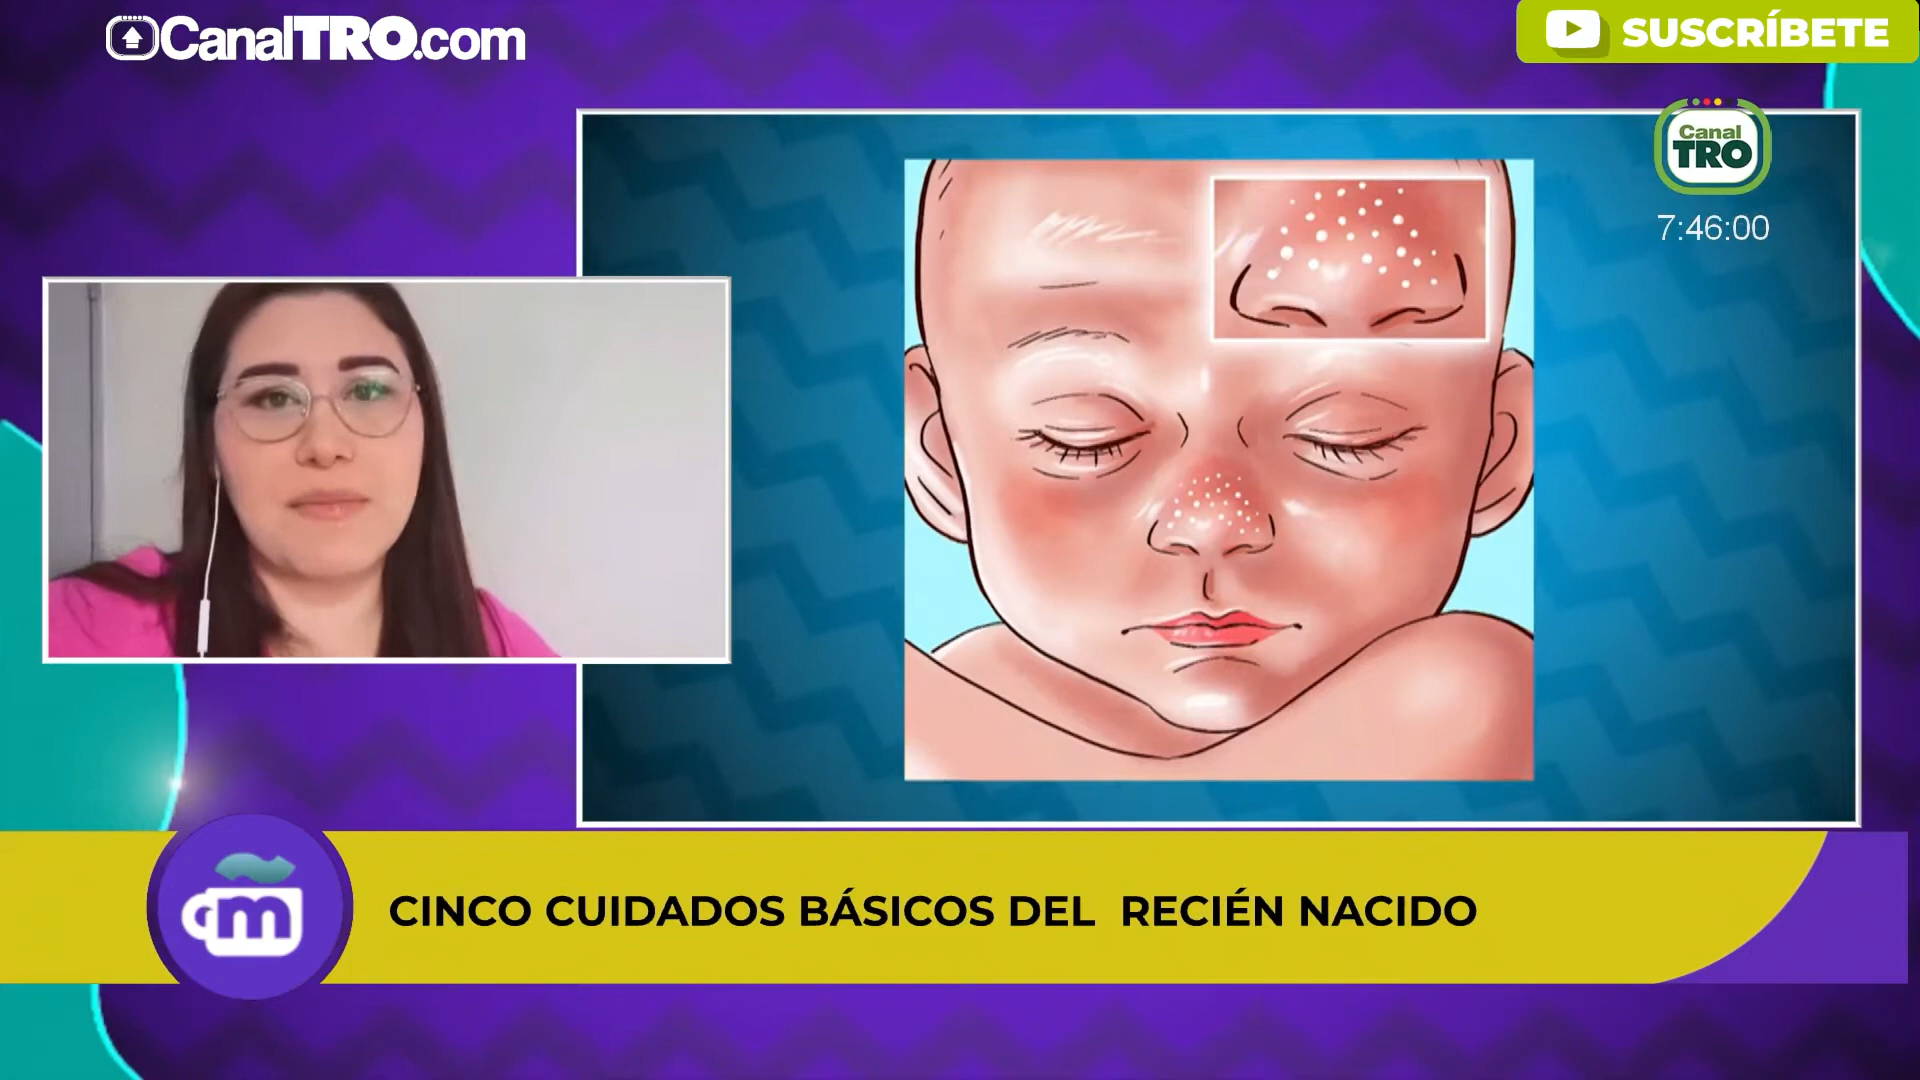 CanalTRO.com
SUSCRÍBETE
Canal
TRO
7:46:00
m
CINCO CUIDADOS BÁSICOS DEL RECIÉN NACIDO